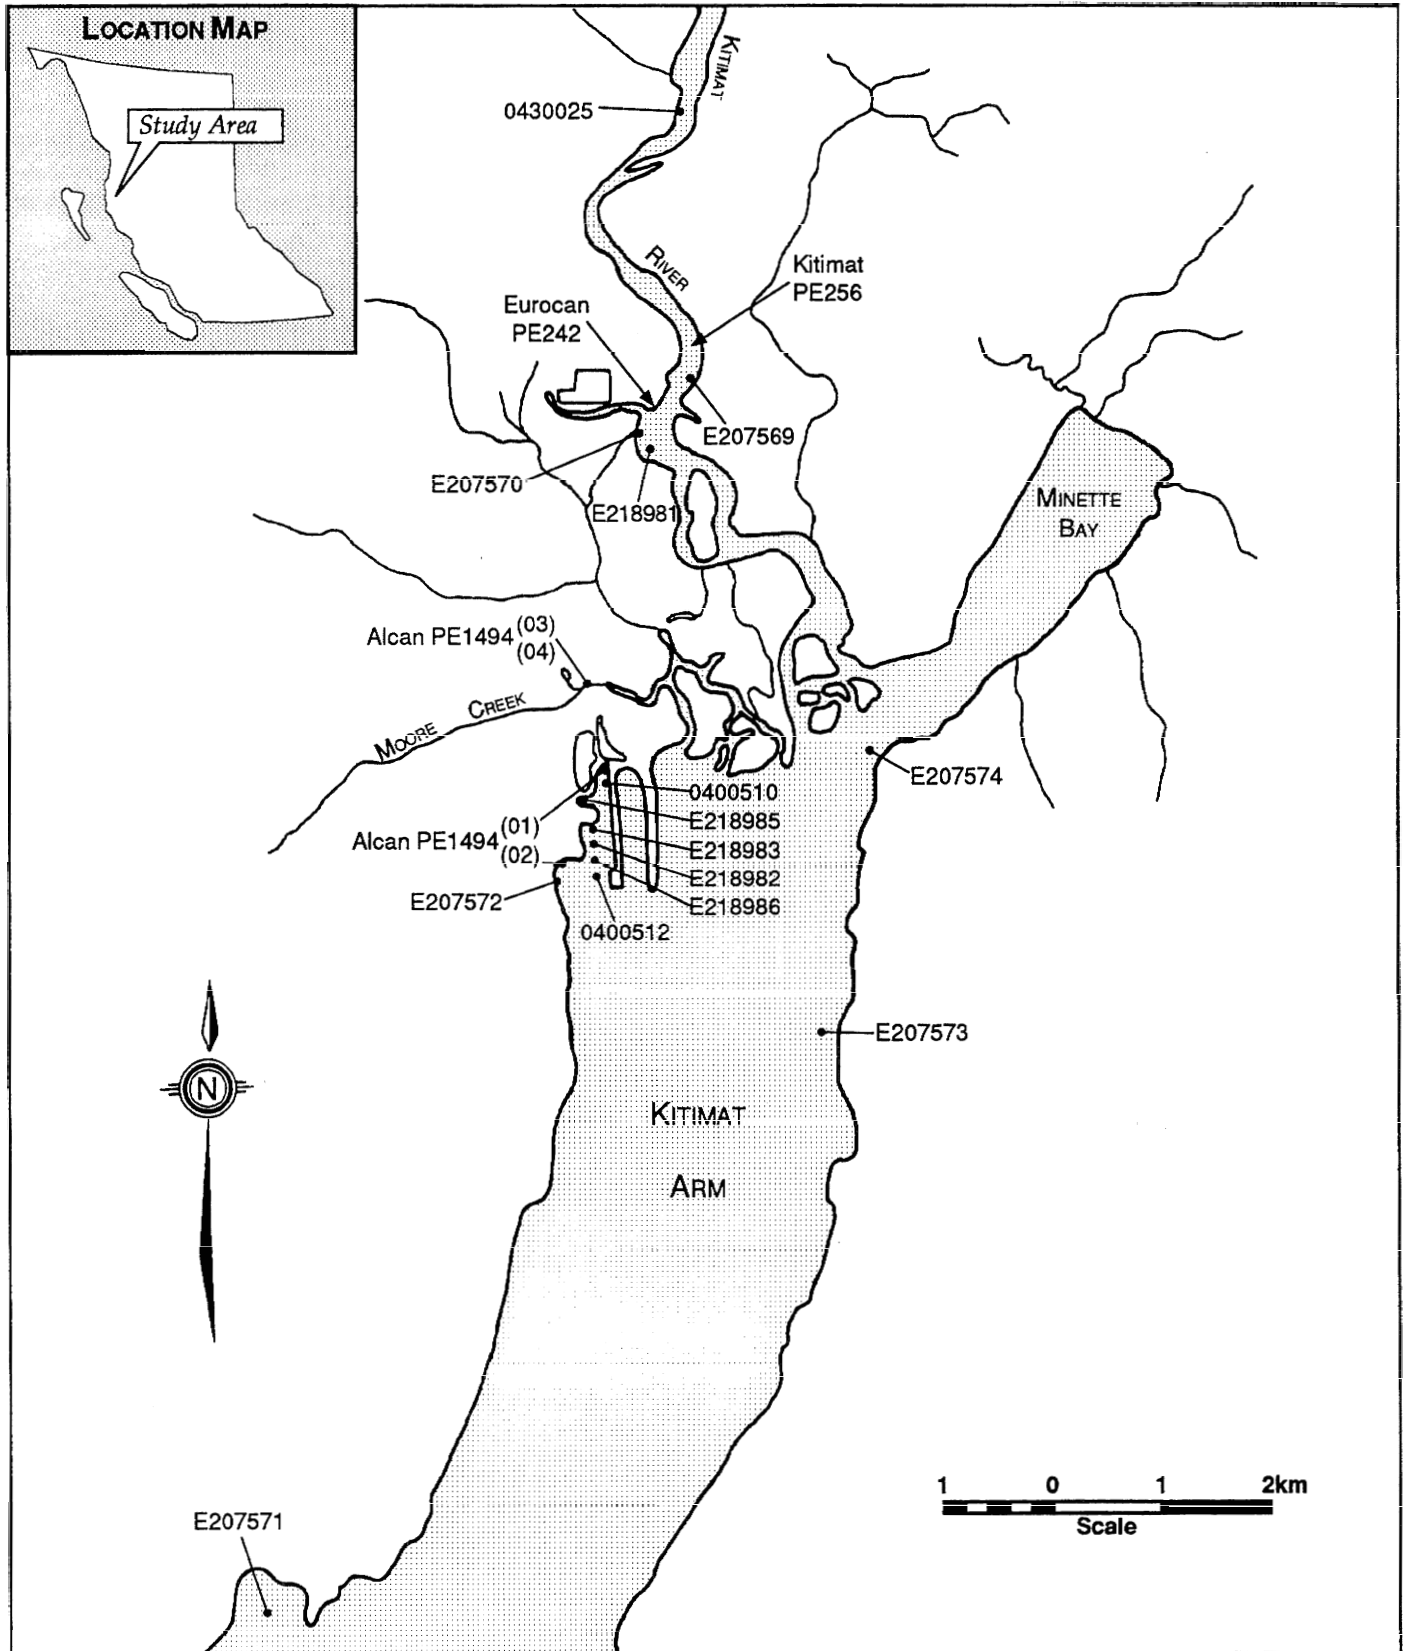 LOCATION MAP
Study Area
KITIMAT
0430025
RIVER
Kitimat
PE256
Eurocan
PE242
E207569
E207570
E218981
MINETTE
BAY
Alcan PE1494 (03)
(04)
MOORE CREEK
E207574
0400510
E218985
Alcan PE1494 (01)
(02)
E218983
E218982
E207572
E218986
0400512
E207573
N
KITIMAT
ARM
1 0 1 2km
Scale
E207571